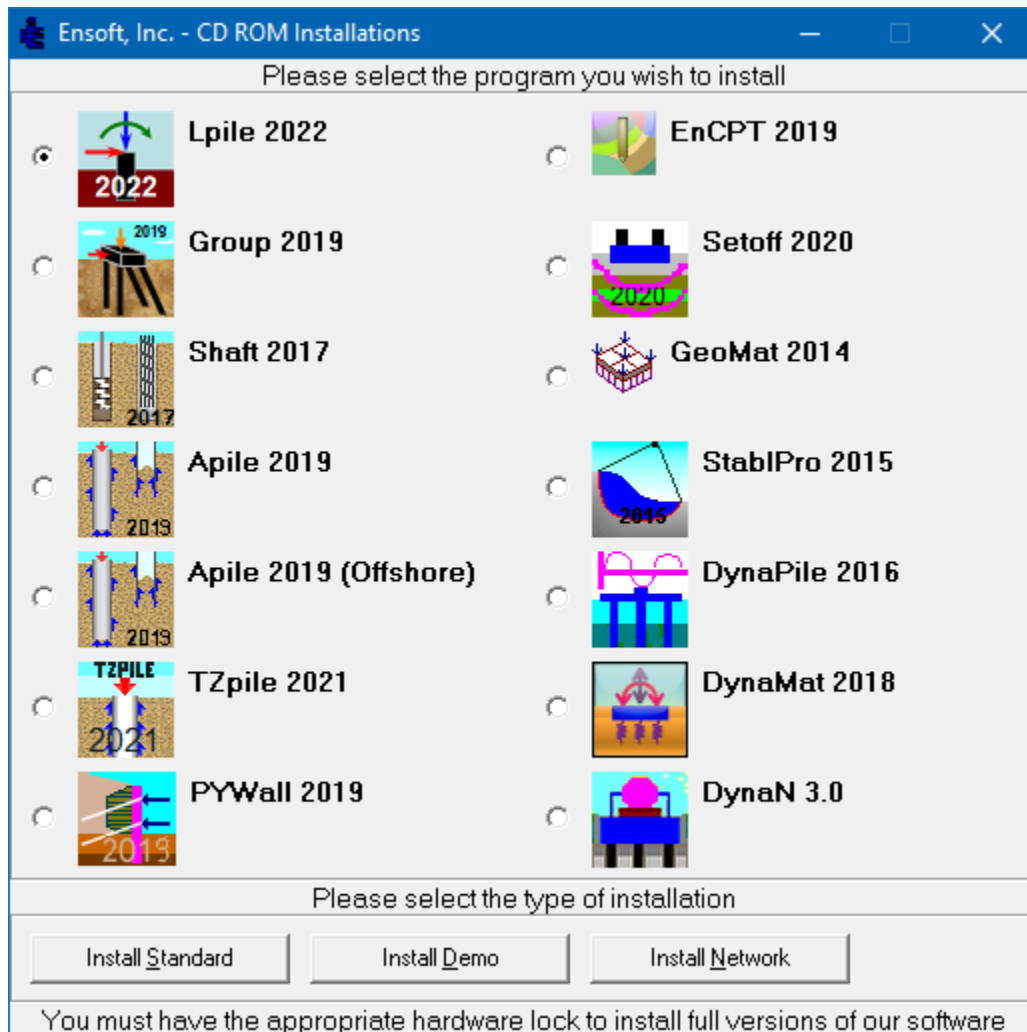 Ensoft, Inc. - CD ROM Installations
Please select the program you wish to install
2022
Lpile 2022
EnCPT 2019
2019
Group 2019
2020
Setoff 2020
2017
Shaft 2017
GeoMat 2014
2019
Apile 2019
2015
StablPro 2015
2019
Apile 2019 (Offshore)
DynaPile 2016
TZPILE
2021
TZpile 2021
DynaMat 2018
2019
PYWall 2019
DynaN 3.0
Please select the type of installation
Install Standard
Install Demo
Install Network
You must have the appropriate hardware lock to install full versions of our software